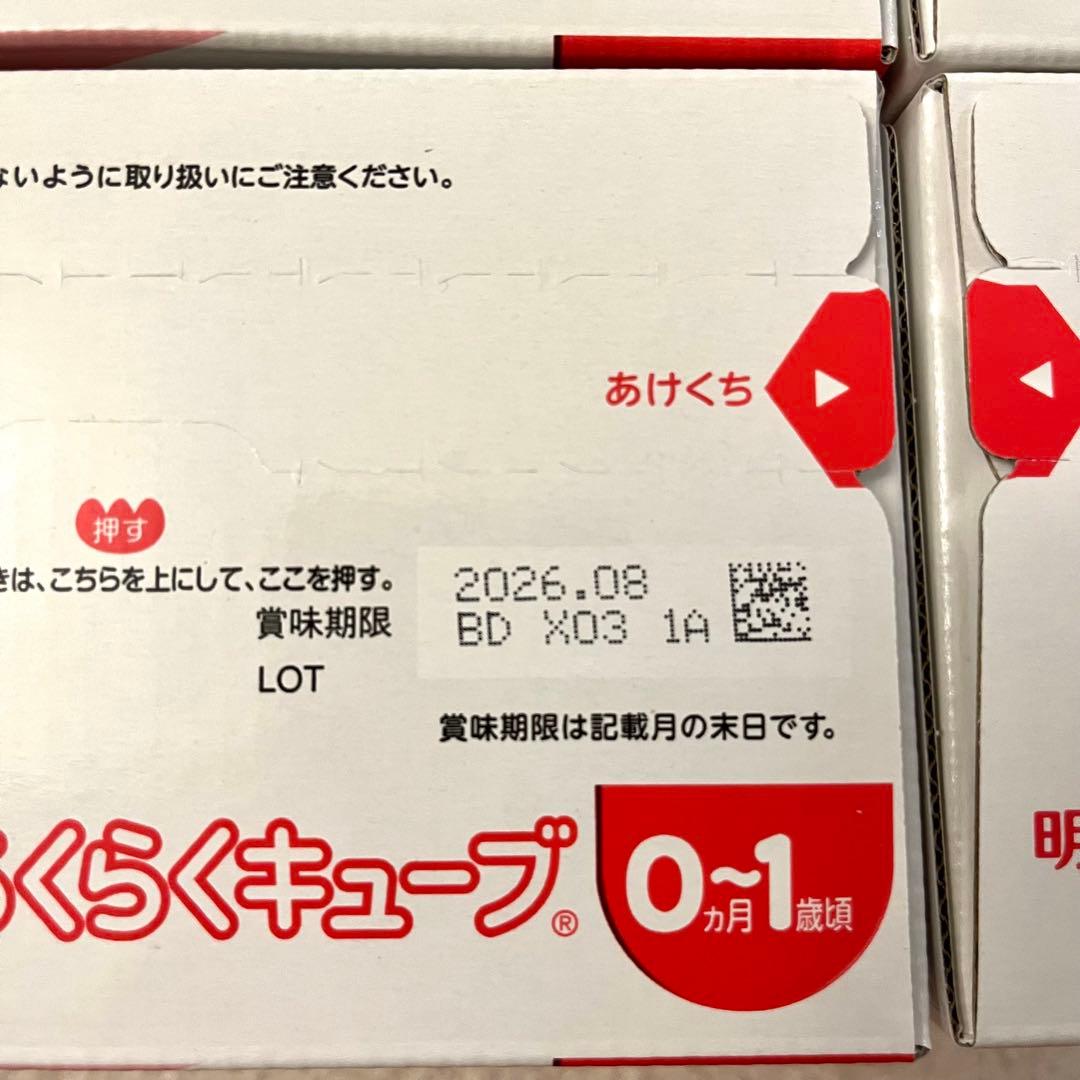 ないように取り扱いにご注意ください。
あけくち
押す
きは、こちらを上にして、ここを押す。
賞味期限 2026.08
LOT BD X03 1A
賞味期限は記載月の末日です。
らくらくキューブ®
0カ月~1歳頃
明